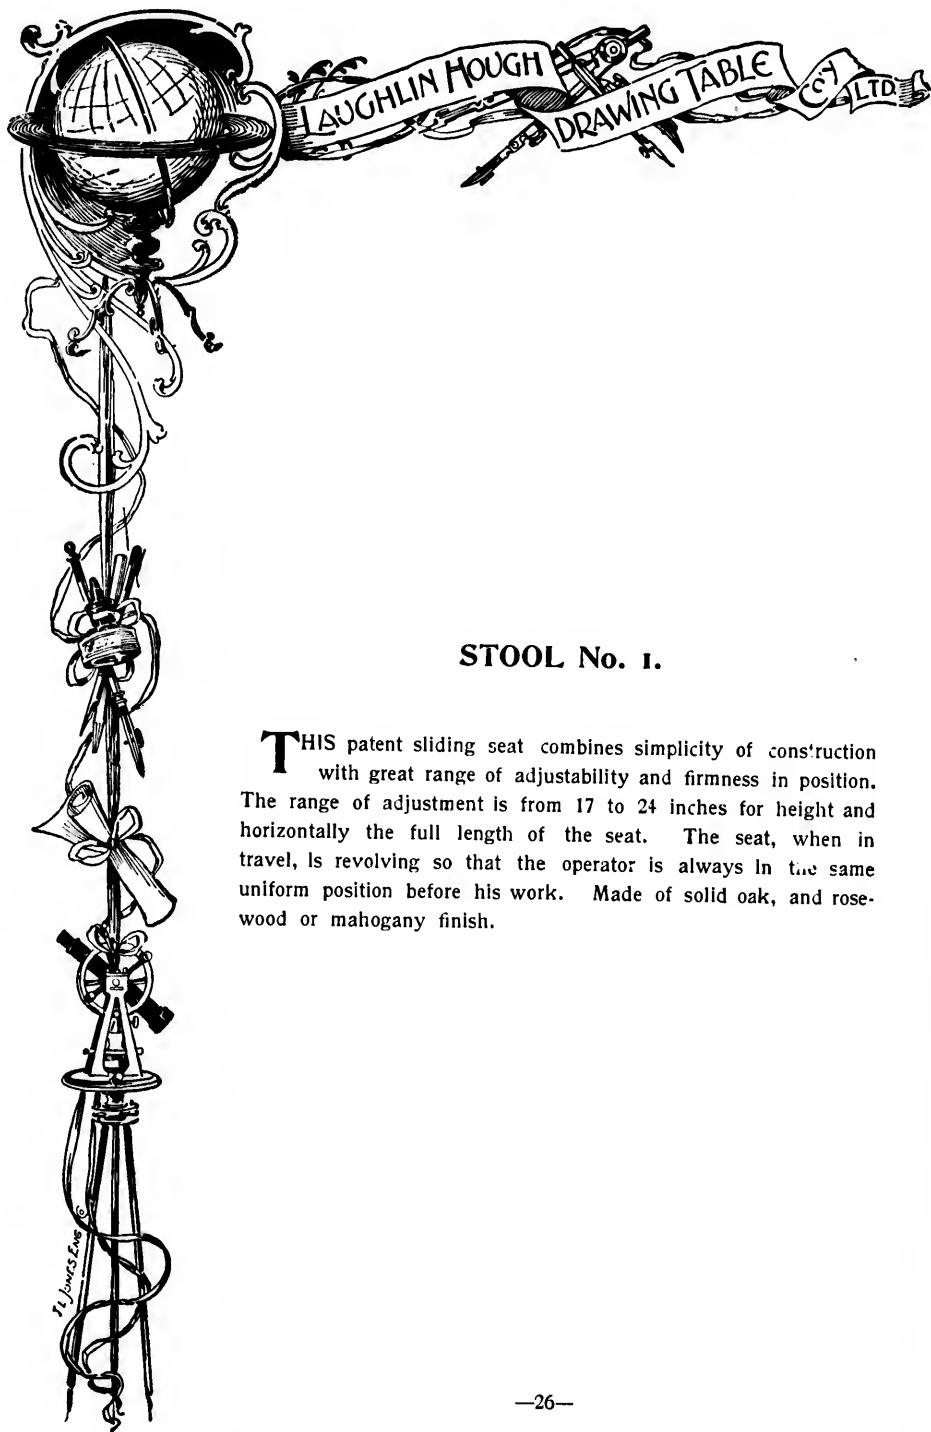 LAUGHLIN HOUGH
DRAWING TABLE
CºY LTD.
STOOL No. 1.
THIS patent sliding seat combines simplicity of construction
with great range of adjustability and firmness in position.
The range of adjustment is from 17 to 24 inches for height and
horizontally the full length of the seat. The seat, when in
travel, is revolving so that the operator is always in the same
uniform position before his work. Made of solid oak, and rose-
wood or mahogany finish.
J L JONES ENG
—26—